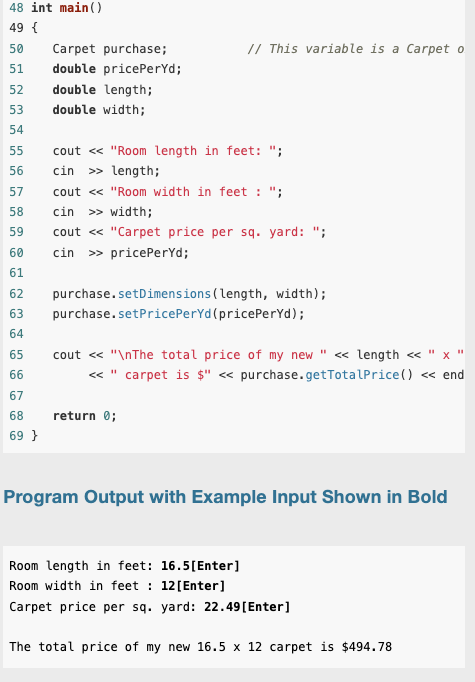 48 int main()
49 {
50    Carpet purchase;           // This variable is a Carpet o
51    double pricePerYd;
52    double length;
53    double width;
54
55    cout << "Room length in feet: ";
56    cin  >> length;
57    cout << "Room width in feet : ";
58    cin  >> width;
59    cout << "Carpet price per sq. yard: ";
60    cin  >> pricePerYd;
61
62    purchase.setDimensions(length, width);
63    purchase.setPricePerYd(pricePerYd);
64
65    cout << "\nThe total price of my new " << length << " x "
66         << " carpet is $" << purchase.getTotalPrice() << end
67
68    return 0;
69 }
Program Output with Example Input Shown in Bold
Room length in feet: 16.5[Enter]
Room width in feet : 12[Enter]
Carpet price per sq. yard: 22.49[Enter]
The total price of my new 16.5 x 12 carpet is $494.78